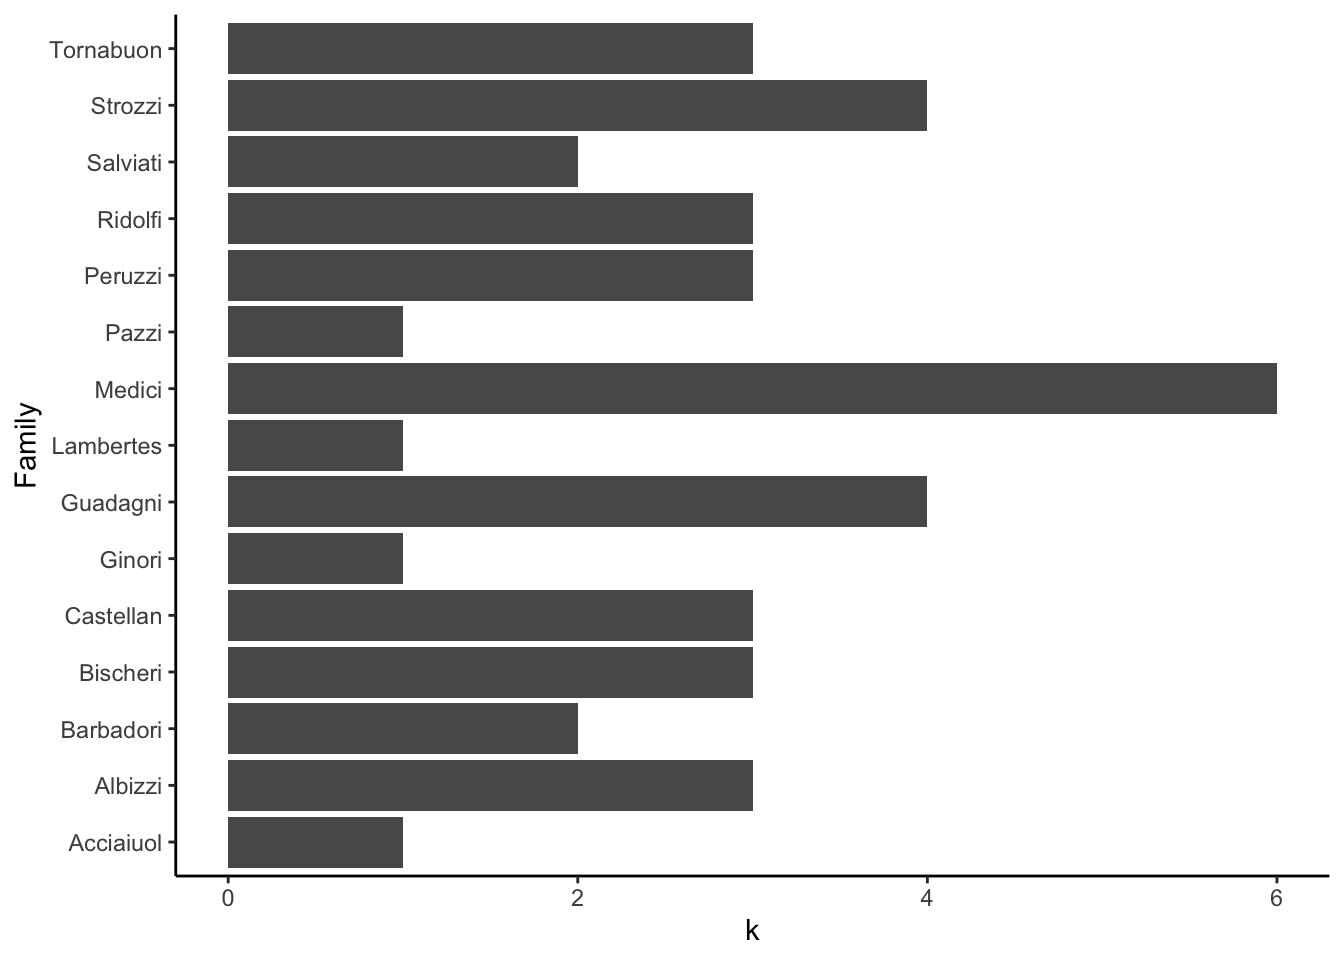 Tornabuon
Strozzi
Salviati
Ridolfi
Peruzzi
Pazzi
Medici
Lambertes
Guadagni
Ginori
Castellan
Bischeri
Barbadori
Albizzi
Acciaiuol
Family
0 2 4 6
k